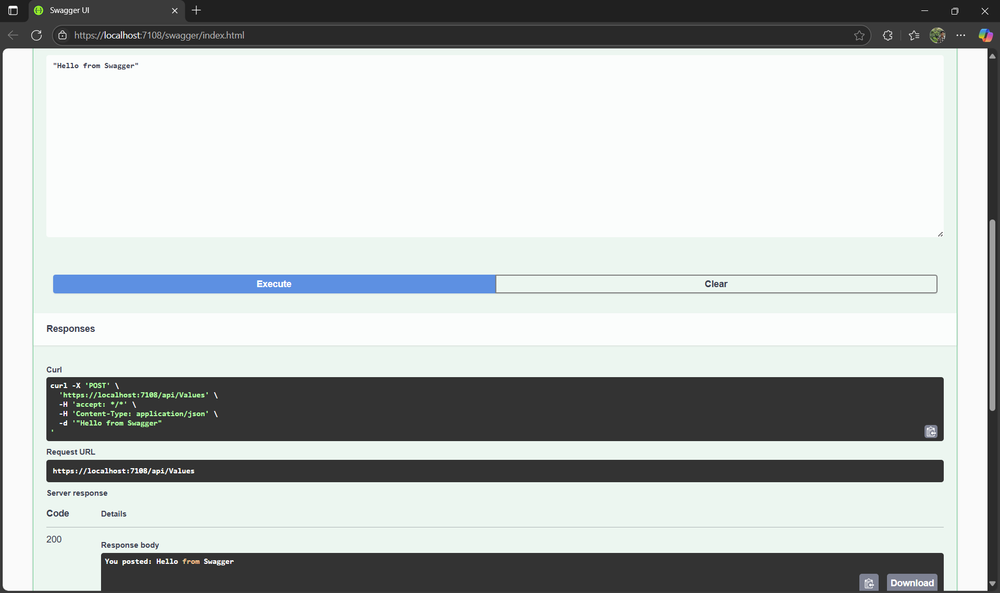 Swagger UI
https://localhost:7108/swagger/index.html
"Hello from Swagger"
Execute
Clear
Responses
Curl
curl -X 'POST' \
'https://localhost:7108/api/Values' \
-H 'accept: */*' \
-H 'Content-Type: application/json' \
-d '"Hello from Swagger"
'
Request URL
https://localhost:7108/api/Values
Server response
Code
Details
200
Response body
You posted: Hello from Swagger
Download